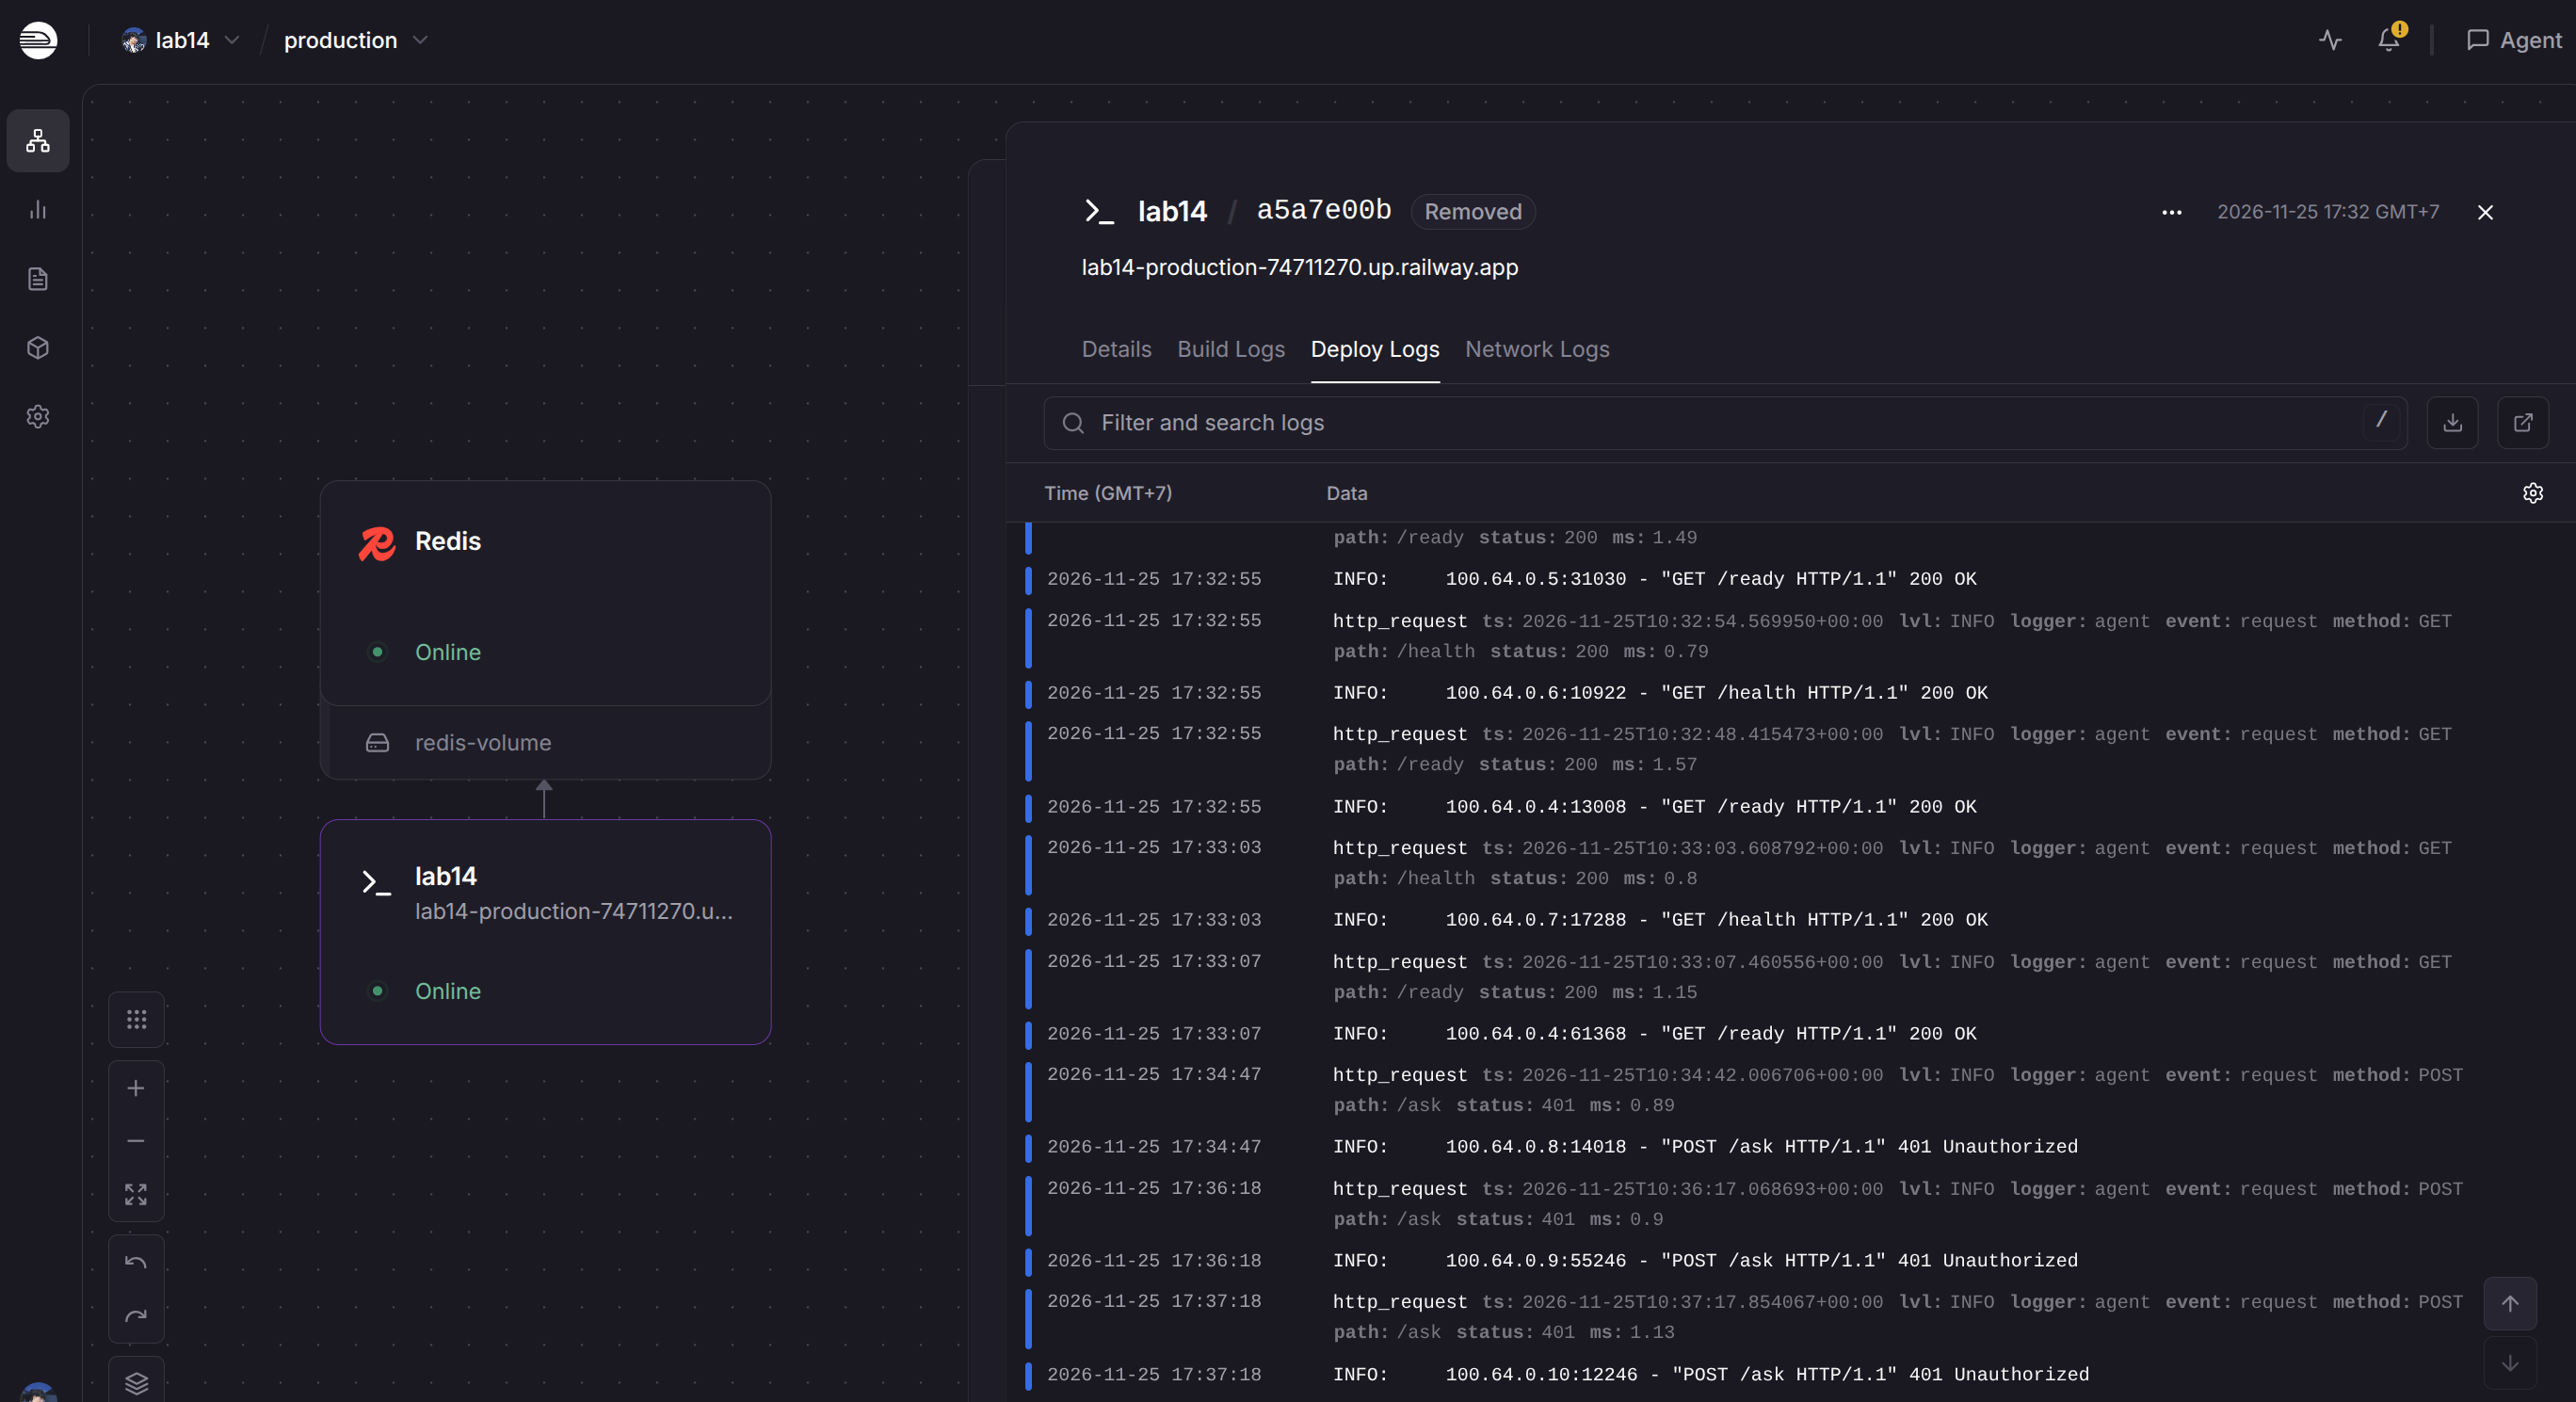 lab14 / production
Agent
Redis
Online
redis-volume
lab14
lab14-production-74711270.u...
Online
lab14 / a5a7e00b Removed
2026-11-25 17:32 GMT+7
lab14-production-74711270.up.railway.app
Details Build Logs Deploy Logs Network Logs
Filter and search logs /
Time (GMT+7) Data
path: /ready status: 200 ms: 1.49
2026-11-25 17:32:55 INFO: 100.64.0.5:31030 - "GET /ready HTTP/1.1" 200 OK
2026-11-25 17:32:55 http_request ts: 2026-11-25T10:32:54.569950+00:00 lvl: INFO logger: agent event: request method: GET
path: /health status: 200 ms: 0.79
2026-11-25 17:32:55 INFO: 100.64.0.6:10922 - "GET /health HTTP/1.1" 200 OK
2026-11-25 17:32:55 http_request ts: 2026-11-25T10:32:48.415473+00:00 lvl: INFO logger: agent event: request method: GET
path: /ready status: 200 ms: 1.57
2026-11-25 17:32:55 INFO: 100.64.0.4:13008 - "GET /ready HTTP/1.1" 200 OK
2026-11-25 17:33:03 http_request ts: 2026-11-25T10:33:03.608792+00:00 lvl: INFO logger: agent event: request method: GET
path: /health status: 200 ms: 0.8
2026-11-25 17:33:03 INFO: 100.64.0.7:17288 - "GET /health HTTP/1.1" 200 OK
2026-11-25 17:33:07 http_request ts: 2026-11-25T10:33:07.460556+00:00 lvl: INFO logger: agent event: request method: GET
path: /ready status: 200 ms: 1.15
2026-11-25 17:33:07 INFO: 100.64.0.4:61368 - "GET /ready HTTP/1.1" 200 OK
2026-11-25 17:34:47 http_request ts: 2026-11-25T10:34:42.006706+00:00 lvl: INFO logger: agent event: request method: POST
path: /ask status: 401 ms: 0.89
2026-11-25 17:34:47 INFO: 100.64.0.8:14018 - "POST /ask HTTP/1.1" 401 Unauthorized
2026-11-25 17:36:18 http_request ts: 2026-11-25T10:36:17.068693+00:00 lvl: INFO logger: agent event: request method: POST
path: /ask status: 401 ms: 0.9
2026-11-25 17:36:18 INFO: 100.64.0.9:55246 - "POST /ask HTTP/1.1" 401 Unauthorized
2026-11-25 17:37:18 http_request ts: 2026-11-25T10:37:17.854067+00:00 lvl: INFO logger: agent event: request method: POST
path: /ask status: 401 ms: 1.13
2026-11-25 17:37:18 INFO: 100.64.0.10:12246 - "POST /ask HTTP/1.1" 401 Unauthorized